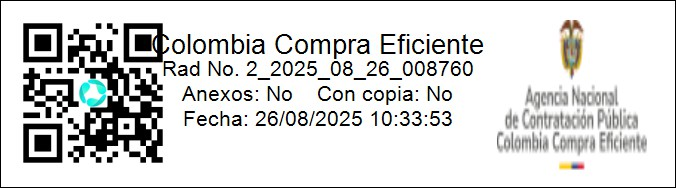 Colombia Compra Eficiente
Rad No. 2_2025_08_26_008760
Anexos: No    Con copia: No
Fecha: 26/08/2025 10:33:53
Agencia Nacional
de Contratación Pública
Colombia Compra Eficiente